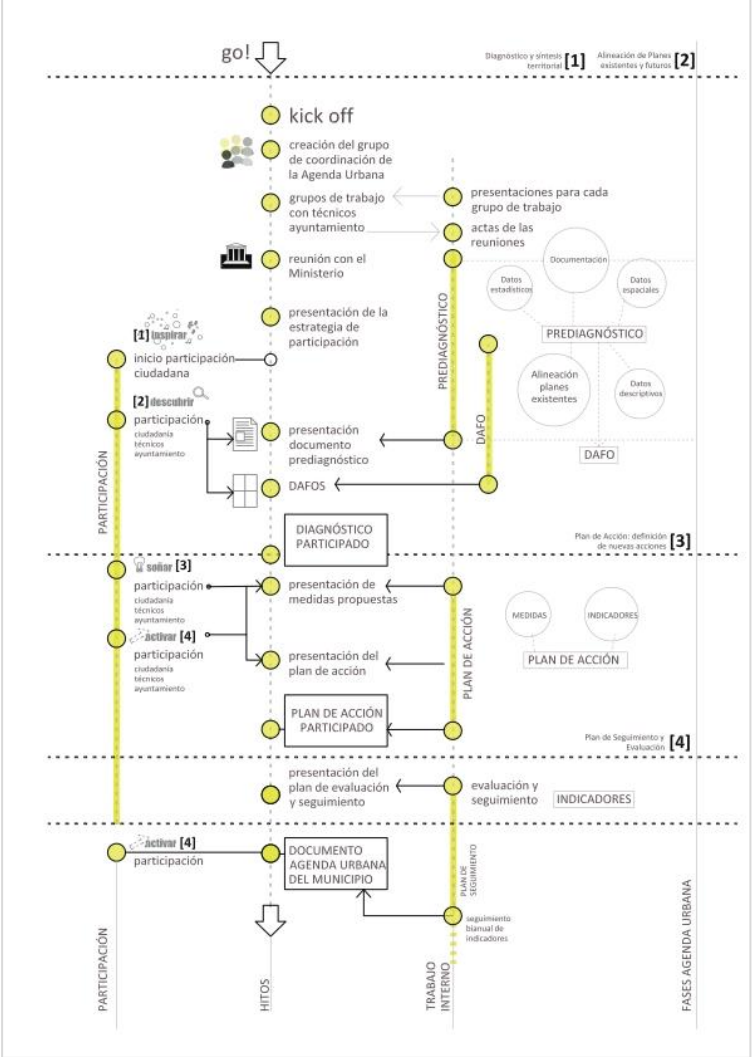 go!
Diagnóstico y síntesis
territorial [1]
Alineación de Planes
existentes y futuros [2]
kick off
creación del grupo
de coordinación de
la Agenda Urbana
grupos de trabajo
con técnicos
ayuntamiento
presentaciones para cada
grupo de trabajo
actas de las
reuniones
reunión con el
Ministerio
presentación de la
estrategia de
participación
[1] inspirar
inicio participación
ciudadana
[2] descubrir
participación
ciudadanía
técnicos
ayuntamiento
presentación
documento
prediagnóstico
DAFOS
PREDIAGNÓSTICO
DAFO
Documentación
Datos
estadísticos
Datos
espaciales
PREDIAGNÓSTICO
Alineación
planes
existentes
Datos
descriptivos
DAFO
PARTICIPACIÓN
DIAGNÓSTICO
PARTICIPADO
Plan de Acción: definición
de nuevas acciones [3]
soñar [3]
participación
ciudadanía
técnicos
ayuntamiento
presentación de
medidas propuestas
activar [4]
participación
ciudadanía
técnicos
ayuntamiento
presentación del
plan de acción
PLAN DE ACCIÓN
MEDIDAS
INDICADORES
PLAN DE ACCIÓN
PLAN DE ACCIÓN
PARTICIPADO
Plan de Seguimiento y
Evaluación [4]
presentación del
plan de evaluación
y seguimiento
evaluación y
seguimiento
INDICADORES
activar [4]
participación
DOCUMENTO
AGENDA URBANA
DEL MUNICIPIO
PLAN DE
SEGUIMIENTO
seguimiento
bianual de
indicadores
PARTICIPACIÓN
HITOS
TRABAJO
INTERNO
FASES AGENDA URBANA